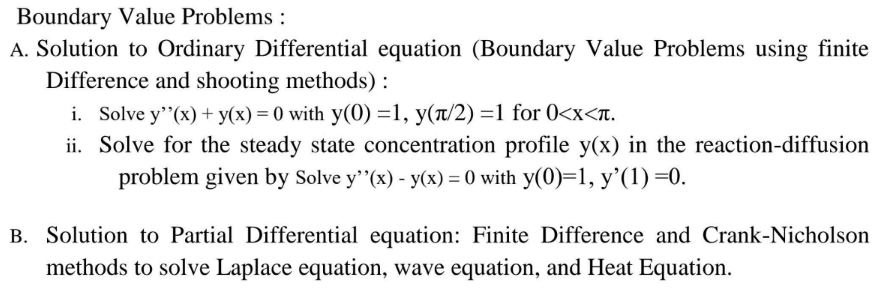 Boundary Value Problems :
A. Solution to Ordinary Differential equation (Boundary Value Problems using finite
Difference and shooting methods) :
i. Solve y’’(x) + y(x) = 0 with y(0) =1, y(π/2) =1 for 0<x<π.
ii. Solve for the steady state concentration profile y(x) in the reaction-diffusion
problem given by Solve y’’(x) - y(x) = 0 with y(0)=1, y’(1) =0.
B. Solution to Partial Differential equation: Finite Difference and Crank-Nicholson
methods to solve Laplace equation, wave equation, and Heat Equation.